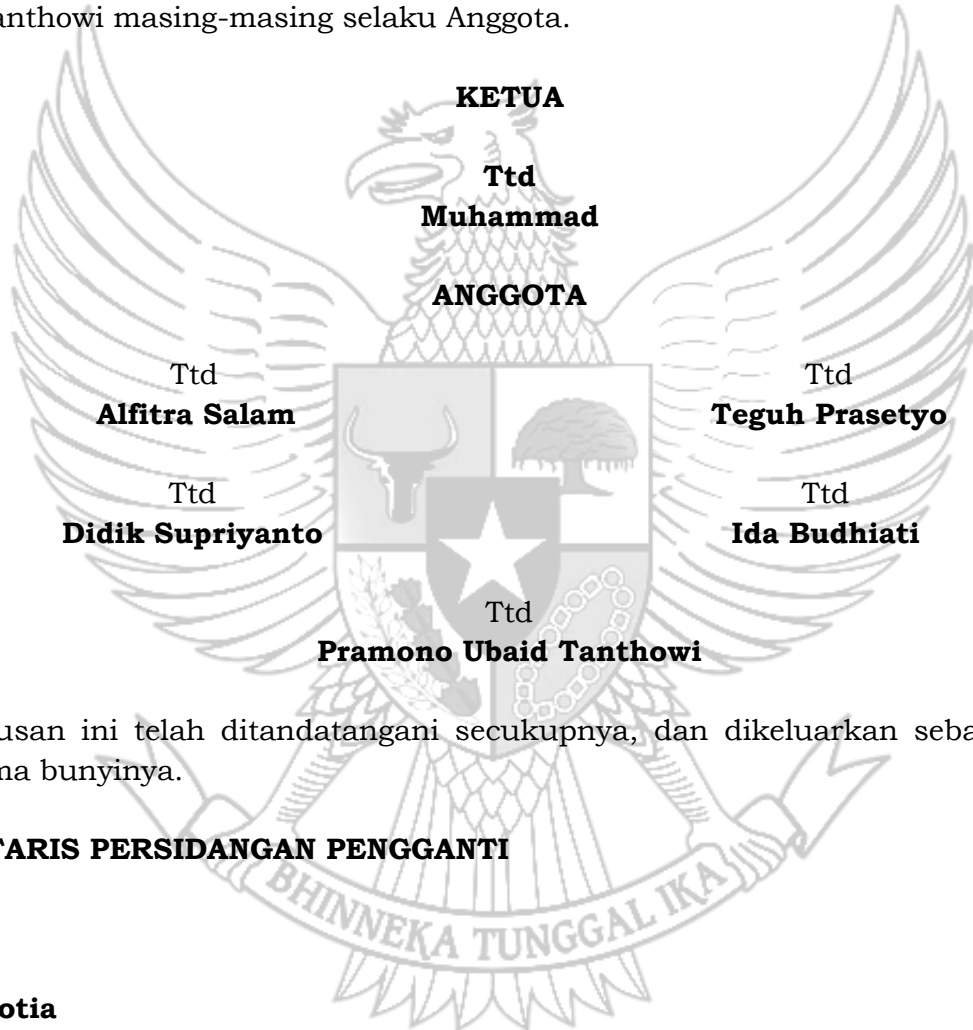 anthowi masing-masing selaku Anggota.
KETUA
Ttd
Muhammad
ANGGOTA
Ttd Ttd
Alfitra Salam Teguh Prasetyo
Ttd Ttd
Didik Supriyanto Ida Budhiati
Ttd
Pramono Ubaid Tanthowi
usan ini telah ditandatangani secukupnya, dan dikeluarkan seba
ma bunyinya.
TARIS PERSIDANGAN PENGGANTI
BHINNEKA TUNGGAL IKA
otia